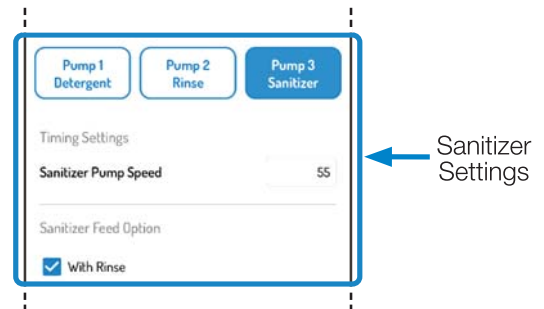 Pump 1
Detergent
Pump 2
Rinse
Pump 3
Sanitizer
Timing Settings
Sanitizer Pump Speed 55
Sanitizer Feed Option
With Rinse
Sanitizer
Settings